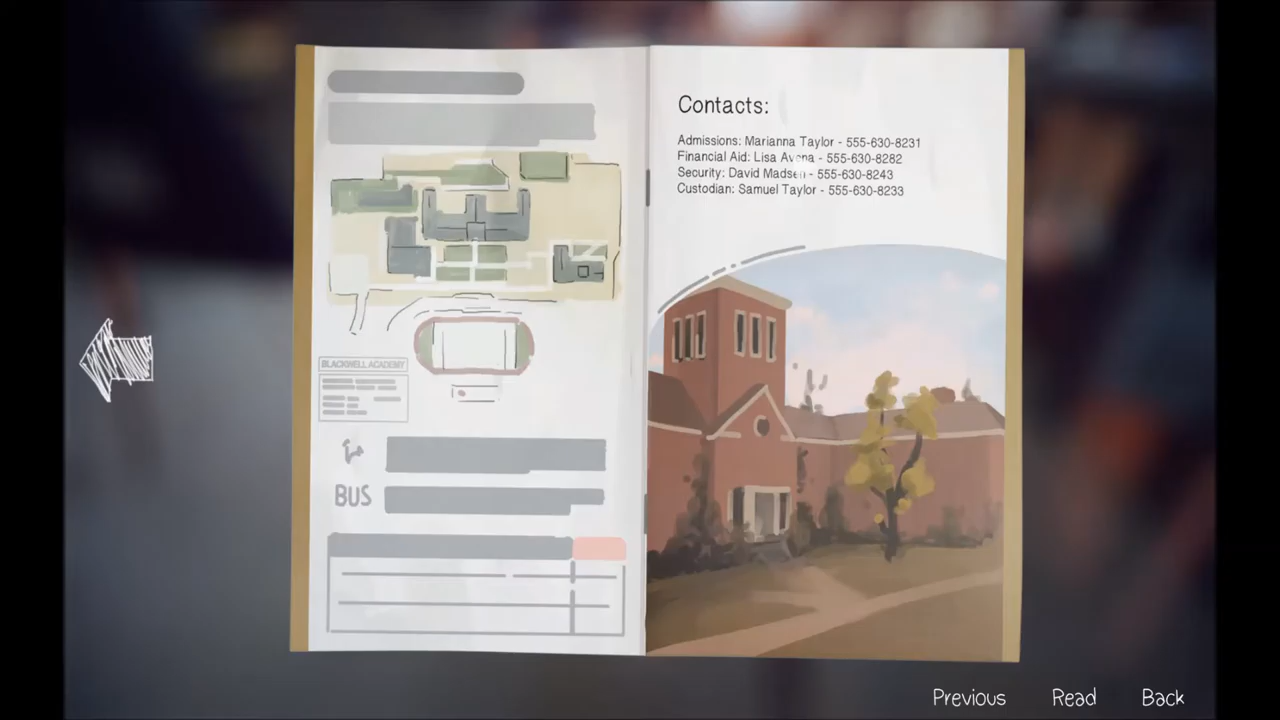 BLACKWELL ACADEMY
BUS
Contacts:
Admissions: Marianna Taylor - 555-630-8231
Financial Aid: Lisa Avena - 555-630-8282
Security: David Madsen - 555-630-8243
Custodian: Samuel Taylor - 555-630-8233
Previous
Read
Back